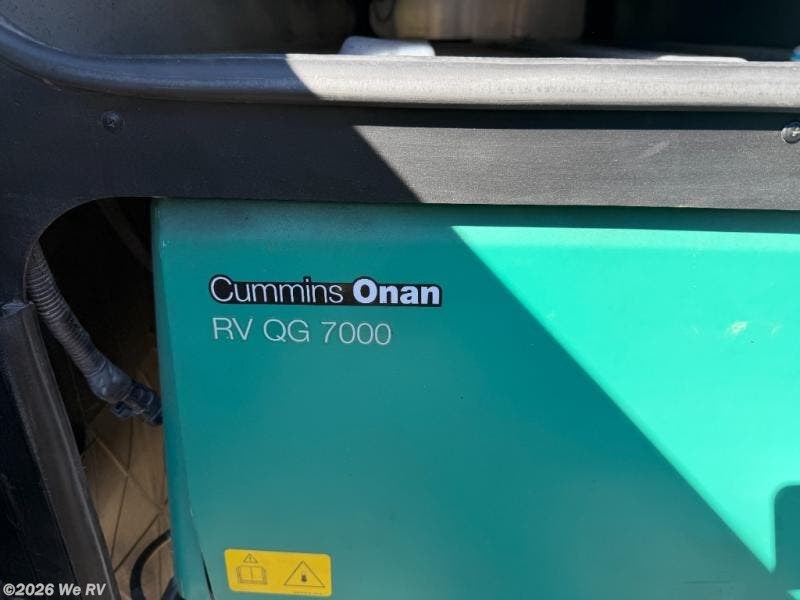 Cummins Onan
RV QG 7000
©2026 We RV